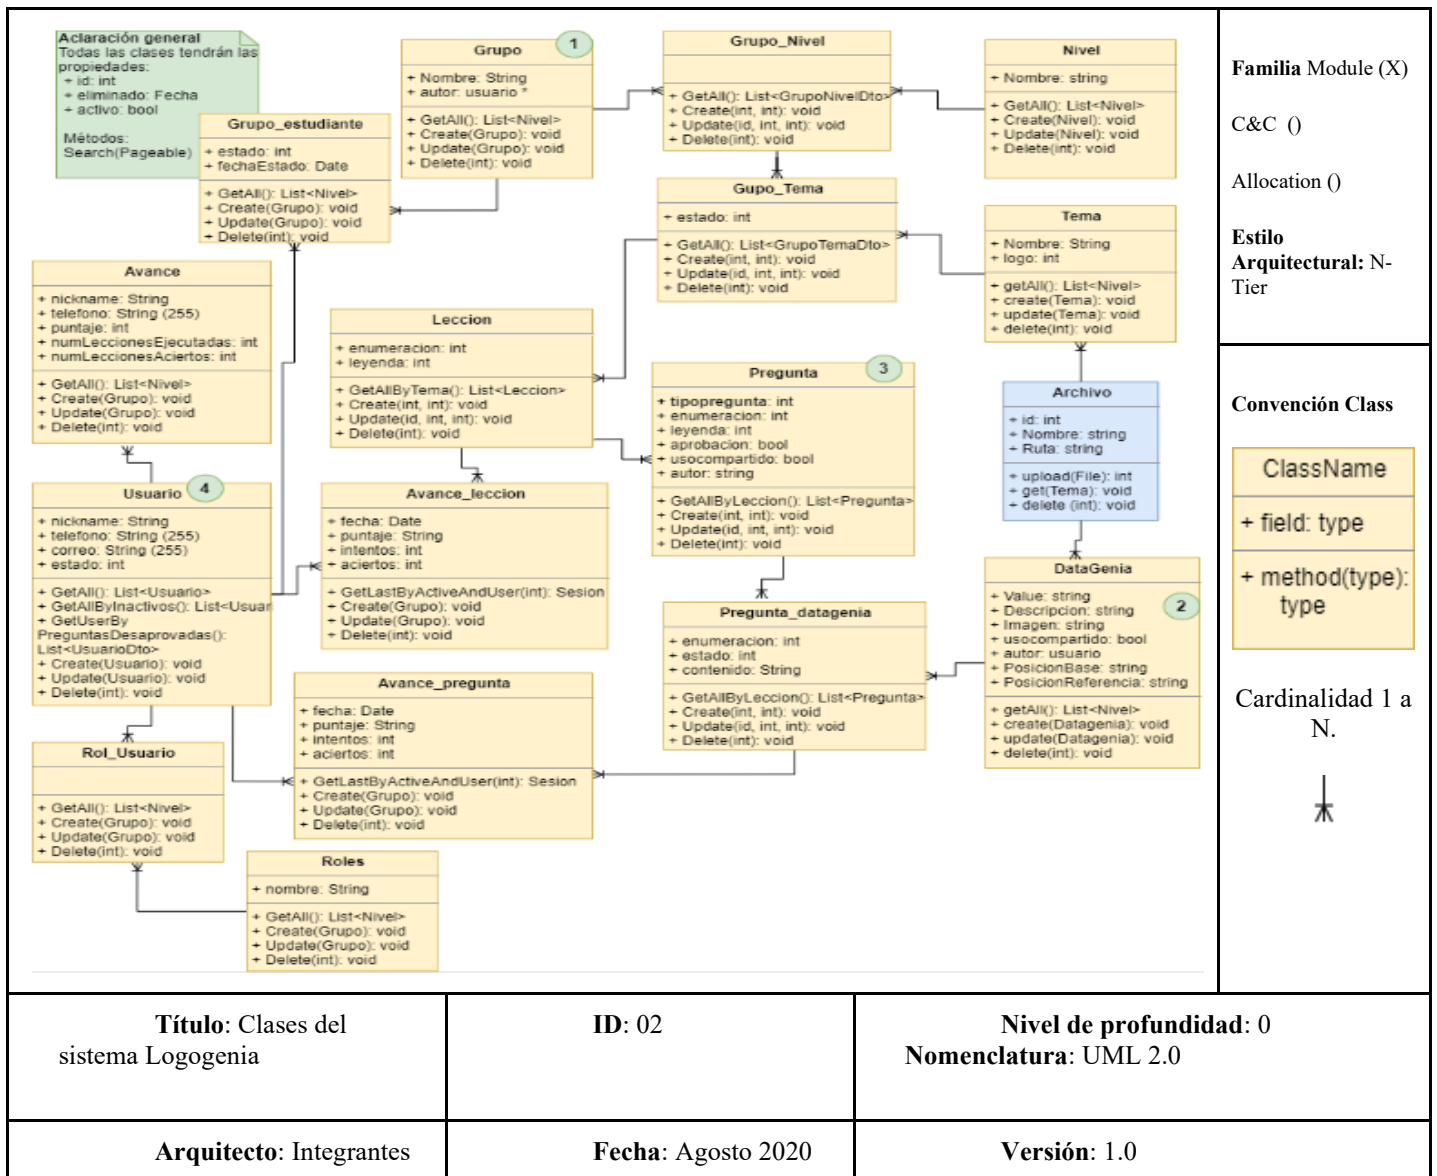 Aclaración general
Todas las clases tendrán las
propiedades:
+ id: int
+ eliminado: Fecha
+ activo: bool
Métodos:
Search(Pageable)
Grupo_estudiante
+ estado: int
+ fechaEstado: Date
+ GetAll(): List<Nivel>
+ Create(Grupo): void
+ Update(Grupo): void
+ Delete(int): void
Grupo
1
+ Nombre: String
+ autor: usuario *
+ GetAll(): List<Nivel>
+ Create(Grupo): void
+ Update(Grupo): void
+ Delete(int): void
Grupo_Nivel
+ GetAll(): List<GrupoNivelDto>
+ Create(int, int): void
+ Update(id, int, int): void
+ Delete(int): void
Nivel
+ Nombre: string
+ GetAll(): List<Nivel>
+ Create(Nivel): void
+ Update(Nivel): void
+ Delete(int): void
Gupo_Tema
+ estado: int
+ GetAll(): List<GrupoTemaDto>
+ Create(int, int): void
+ Update(id, int, int): void
+ Delete(int): void
Tema
+ Nombre: String
+ logo: int
+ getAll(): List<Nivel>
+ create(Tema): void
+ update(Tema): void
+ delete(int): void
Avance
+ nickname: String
+ telefono: String (255)
+ puntaje: int
+ numLeccionesEjecutadas: int
+ numLeccionesAciertos: int
+ GetAll(): List<Nivel>
+ Create(Grupo): void
+ Update(Grupo): void
+ Delete(int): void
Leccion
+ enumeracion: int
+ leyenda: int
+ GetAllByTema(): List<Leccion>
+ Create(int, int): void
+ Update(id, int, int): void
+ Delete(int): void
Pregunta
3
+ tipopregunta: int
+ enumeracion: int
+ leyenda: int
+ aprobacion: bool
+ usocompartido: bool
+ autor: string
+ GetAllByLeccion(): List<Pregunta>
+ Create(int, int): void
+ Update(id, int, int): void
+ Delete(int): void
Archivo
+ id: int
+ Nombre: string
+ Ruta: string
+ upload(File): int
+ get(Tema): void
+ delete (int): void
Usuario
4
+ nickname: String
+ telefono: String (255)
+ correo: String (255)
+ estado: int
+ GetAll(): List<Usuario>
+ GetAllByInactivos(): List<Usuar
+ GetUserBy
PreguntasDesaprovadas():
List<UsuarioDto>
+ Create(Usuario): void
+ Update(Usuario): void
+ Delete(int): void
Avance_leccion
+ fecha: Date
+ puntaje: String
+ intentos: int
+ aciertos: int
+ GetLastByActiveAndUser(int): Sesion
+ Create(Grupo): void
+ Update(Grupo): void
+ Delete(int): void
Pregunta_datagenia
+ enumeracion: int
+ estado: int
+ contenido: String
+ GetAllByLeccion(): List<Pregunta>
+ Create(int, int): void
+ Update(id, int, int): void
+ Delete(int): void
DataGenia
2
+ Value: string
+ Descripcion: string
+ Imagen: string
+ usocompartido: bool
+ autor: usuario
+ PosicionBase: string
+ PosicionReferencia: string
+ getAll(): List<Nivel>
+ create(Datagenia): void
+ update(Datagenia): void
+ delete(int): void
Avance_pregunta
+ fecha: Date
+ puntaje: String
+ intentos: int
+ aciertos: int
+ GetLastByActiveAndUser(int): Sesion
+ Create(Grupo): void
+ Update(Grupo): void
+ Delete(int): void
Rol_Usuario
+ GetAll(): List<Nivel>
+ Create(Grupo): void
+ Update(Grupo): void
+ Delete(int): void
Roles
+ nombre: String
+ GetAll(): List<Nivel>
+ Create(Grupo): void
+ Update(Grupo): void
+ Delete(int): void
Familia Module (X)
C&C ()
Allocation ()
Estilo
Arquitectural: N-
Tier
Convención Class
ClassName
+ field: type
+ method(type):
type
Cardinalidad 1 a
N.
Título: Clases del
sistema Logogenia
ID: 02
Nivel de profundidad: 0
Nomenclatura: UML 2.0
Arquitecto: Integrantes
Fecha: Agosto 2020
Versión: 1.0